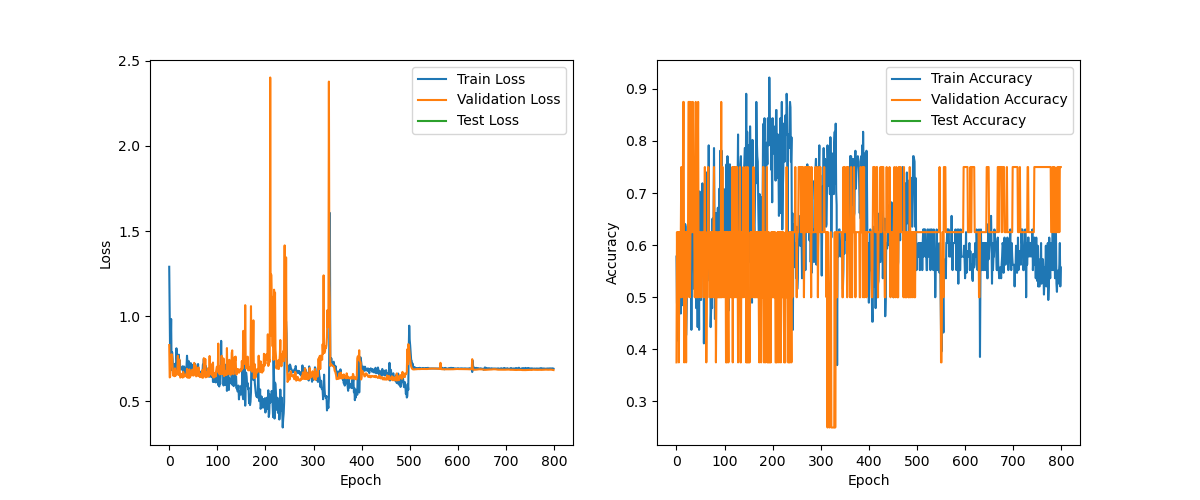 2.5
2.0
1.5
1.0
0.5
Loss
0 100 200 300 400 500 600 700 800
Epoch
Train Loss
Validation Loss
Test Loss
0.9
0.8
0.7
0.6
0.5
0.4
0.3
Accuracy
0 100 200 300 400 500 600 700 800
Epoch
Train Accuracy
Validation Accuracy
Test Accuracy